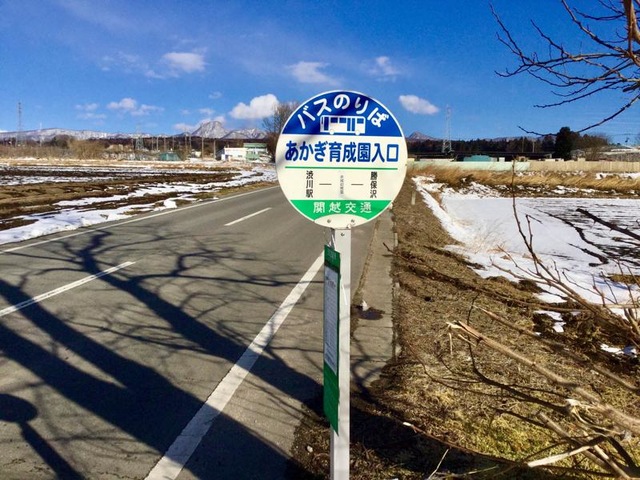 バスのりば
あかぎ育成園入口
渋川駅 — — 勝保沢
関越交通